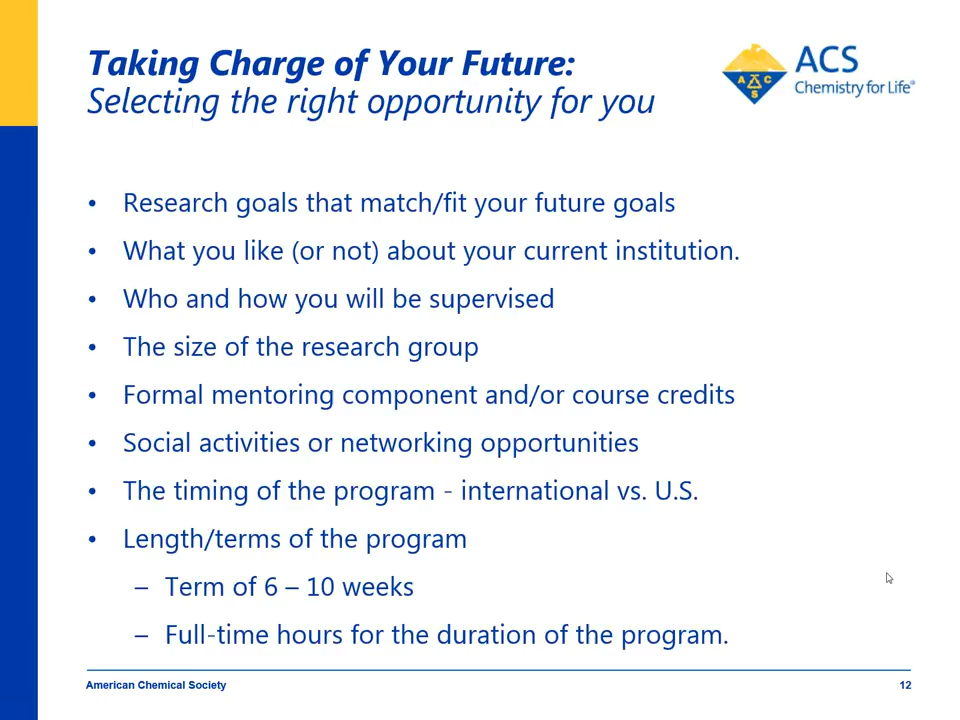 Taking Charge of Your Future:
Selecting the right opportunity for you
A C S
ACS
Chemistry for Life®
• Research goals that match/fit your future goals
• What you like (or not) about your current institution.
• Who and how you will be supervised
• The size of the research group
• Formal mentoring component and/or course credits
• Social activities or networking opportunities
• The timing of the program - international vs. U.S.
• Length/terms of the program
– Term of 6 – 10 weeks
– Full-time hours for the duration of the program.
American Chemical Society
12